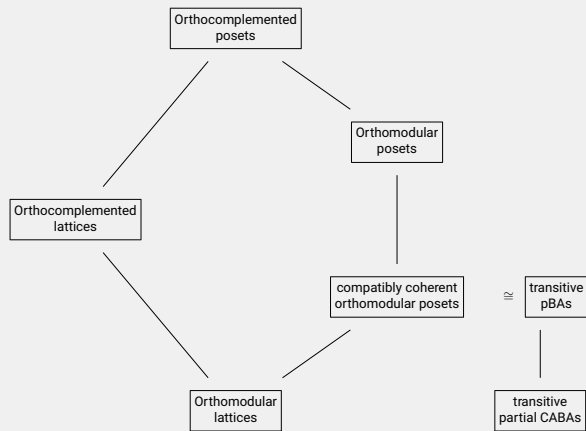 Orthocomplemented
posets
Orthomodular
posets
Orthocomplemented
lattices
compatibly coherent
orthomodular posets
≅
transitive
pBAs
Orthomodular
lattices
transitive
partial CABAs